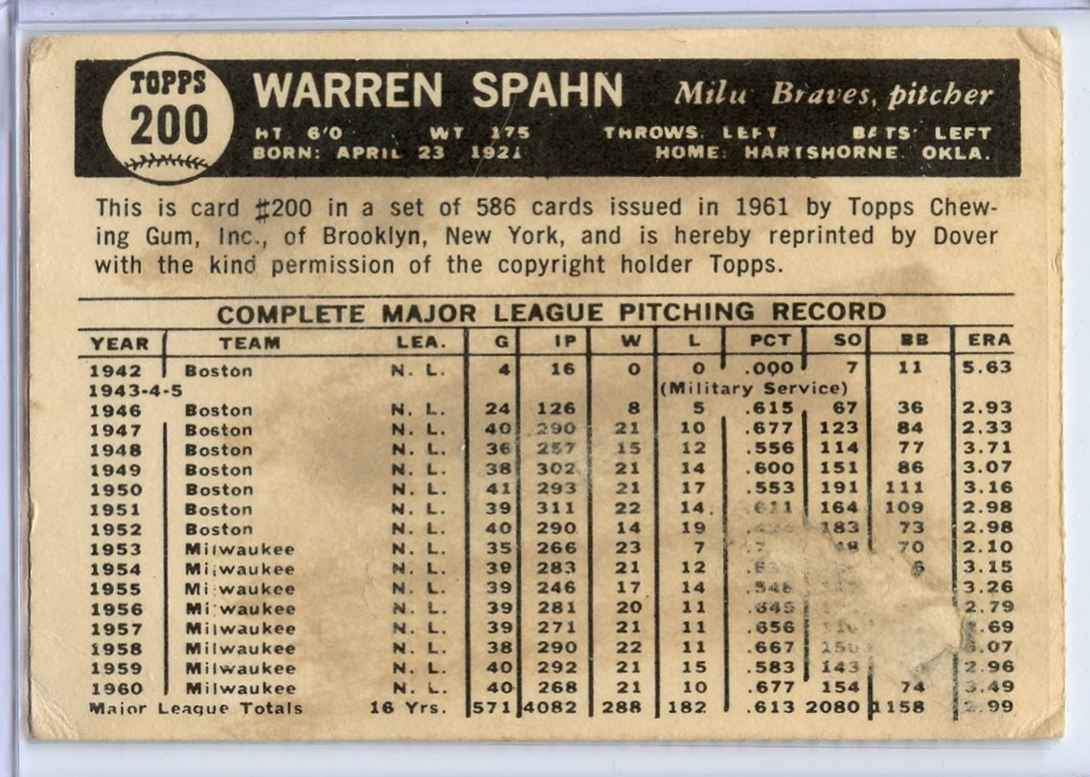 TOPPS
200
WARREN SPAHN Milw Braves, pitcher
HT 6'0 WT 175 THROWS: LEFT BATS: LEFT
BORN: APRIL 23 1921 HOME: HARTSHORNE OKLA.
This is card #200 in a set of 586 cards issued in 1961 by Topps Chew-
ing Gum, Inc., of Brooklyn, New York, and is hereby reprinted by Dover
with the kind permission of the copyright holder Topps.
COMPLETE MAJOR LEAGUE PITCHING RECORD
YEAR TEAM LEA. G IP W L PCT SO BB ERA
1942 Boston N. L. 4 16 0 0 .000 7 11 5.63
1943-4-5 (Military Service)
1946 Boston N. L. 24 126 8 5 .615 67 36 2.93
1947 Boston N. L. 40 290 21 10 .677 123 84 2.33
1948 Boston N. L. 36 257 15 12 .556 114 77 3.71
1949 Boston N. L. 38 302 21 14 .600 151 86 3.07
1950 Boston N. L. 41 293 21 17 .553 191 111 3.16
1951 Boston N. L. 39 311 22 14 .611 164 109 2.98
1952 Boston N. L. 40 290 14 19 183 73 2.98
1953 Milwaukee N. L. 35 266 23 7 70 2.10
1954 Milwaukee N. L. 39 283 21 12 3.15
1955 Milwaukee N. L. 39 246 17 14 .548 3.26
1956 Milwaukee N. L. 39 281 20 11 .645 2.79
1957 Milwaukee N. L. 39 271 21 11 .656 .69
1958 Milwaukee N. L. 38 290 22 11 .667 150 3.07
1959 Milwaukee N. L. 40 292 21 15 .583 143 2.96
1960 Milwaukee N. L. 40 268 21 10 .677 154 74 3.49
Major League Totals 16 Yrs. 571 4082 288 182 .613 2080 1158 2.99